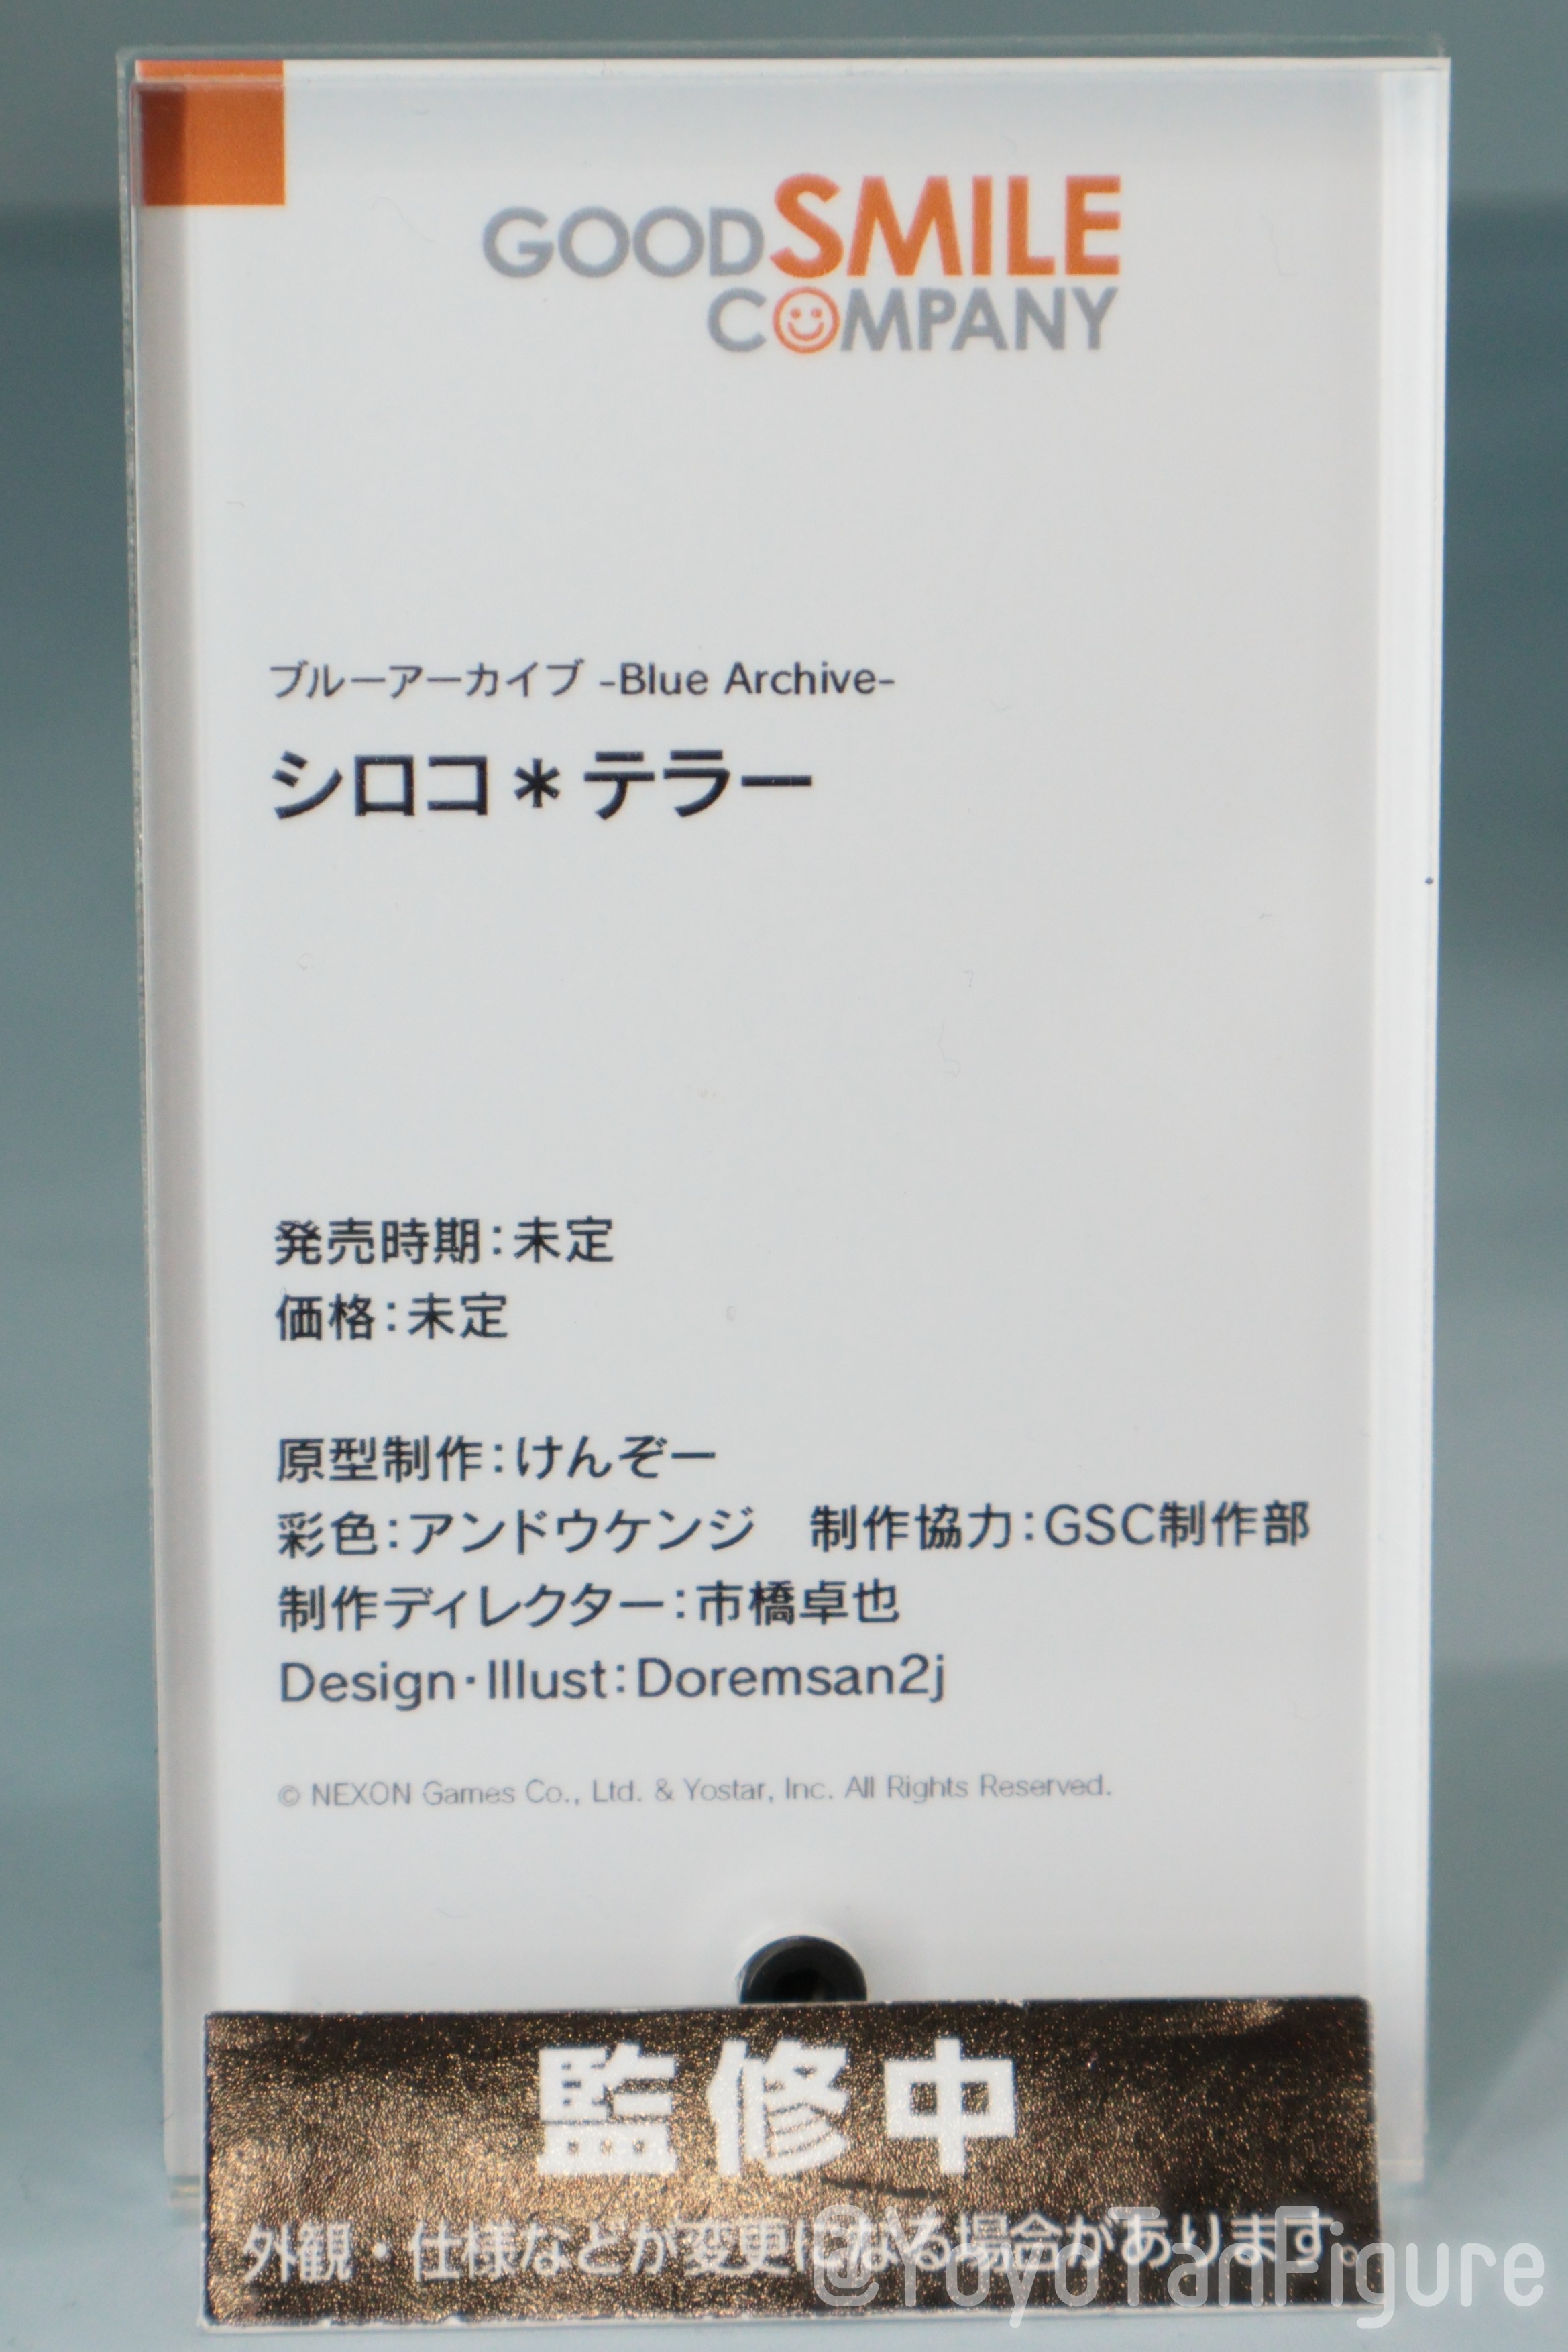 GOODSMILE
COMPANY
ブルーアーカイブ -Blue Archive-
シロコ＊テラー
発売時期：未定
価格：未定
原型制作：けんぞー
彩色：アンドウケンジ　制作協力：GSC制作部
制作ディレクター：市橋卓也
Design・Illust：Doremsan2j
© NEXON Games Co., Ltd. & Yostar, Inc. All Rights Reserved.
監修中
外観・仕様などが変更になる場合があります。
@YoyoTanFigure